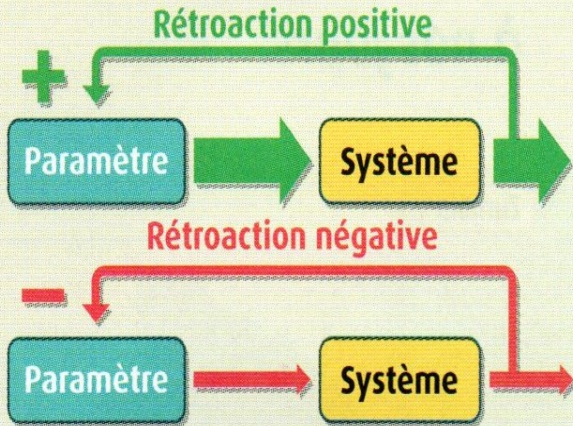 Rétroaction positive
+
Paramètre Système
Rétroaction négative
-
Paramètre Système